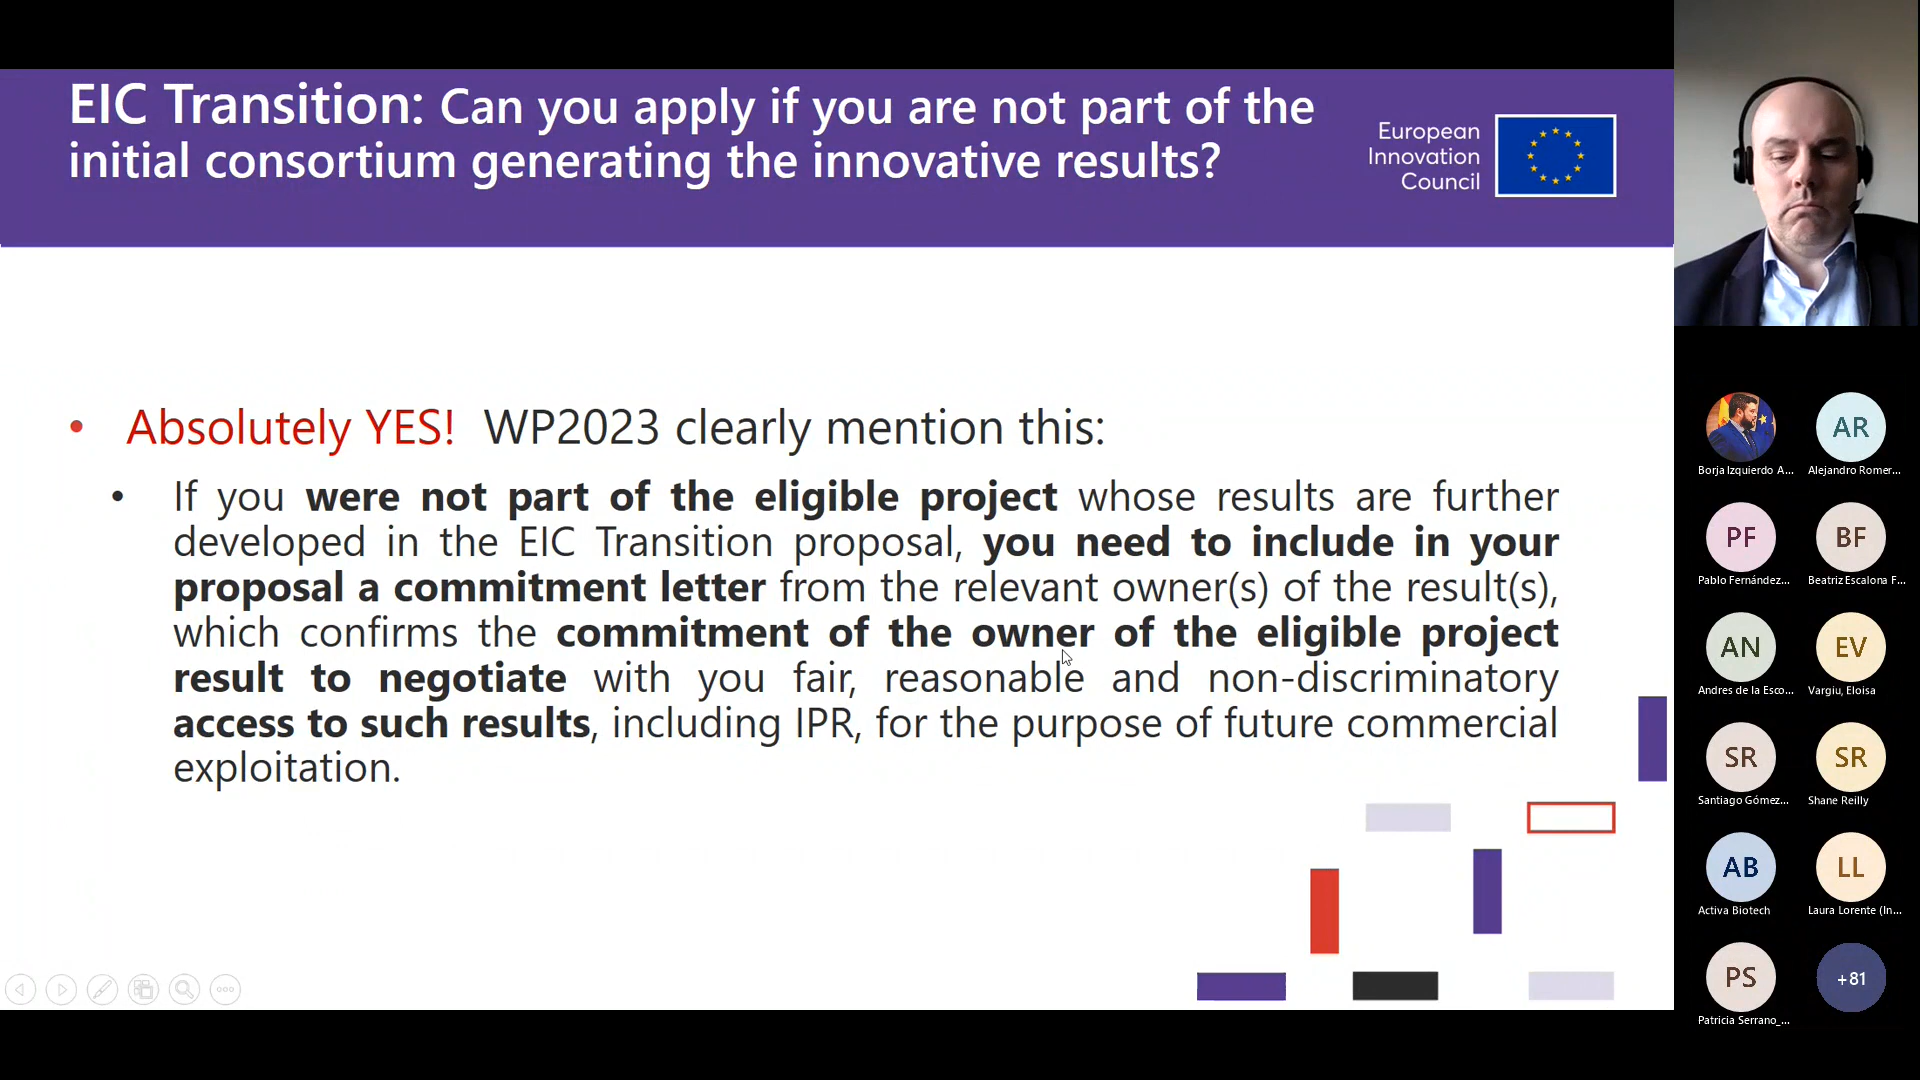 EIC Transition: Can you apply if you are not part of the
initial consortium generating the innovative results?
European
Innovation
Council
• Absolutely YES! WP2023 clearly mention this:
• If you were not part of the eligible project whose results are further
developed in the EIC Transition proposal, you need to include in your
proposal a commitment letter from the relevant owner(s) of the result(s),
which confirms the commitment of the owner of the eligible project
result to negotiate with you fair, reasonable and non-discriminatory
access to such results, including IPR, for the purpose of future commercial
exploitation.
AR
Borja Izquierdo A...
Alejandro Romer...
PF
BF
Pablo Fernández...
Beatriz Escalona F...
AN
EV
Andres de la Esco...
Vargiu, Eloisa
SR
SR
Santiago Gómez...
Shane Reilly
AB
LL
Activa Biotech
Laura Lorente (In...
PS
+81
Patricia Serrano_...